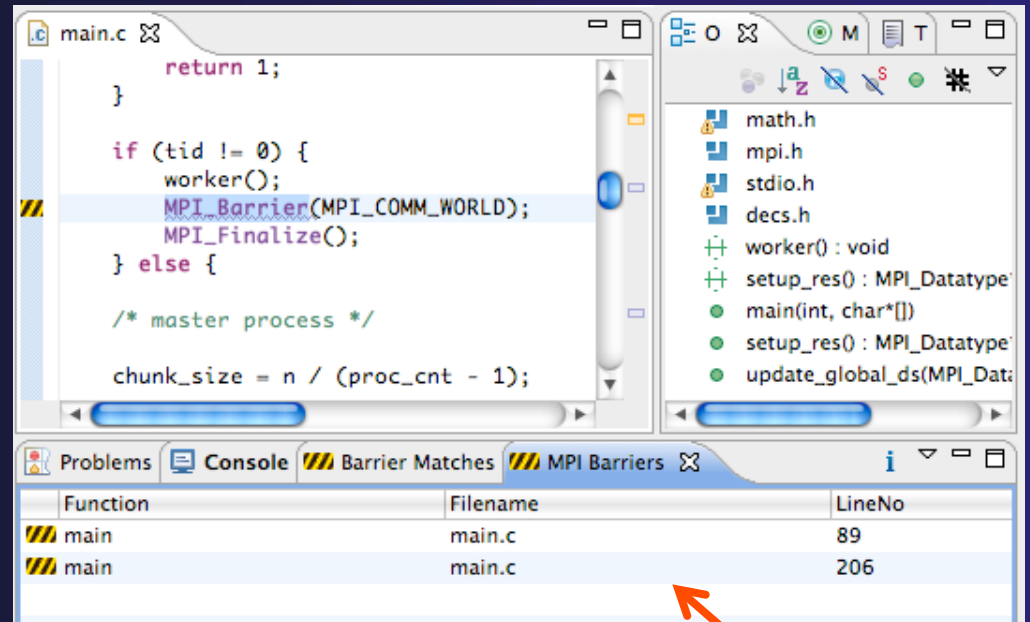 main.c
return 1;
}
if (tid != 0) {
worker();
MPI_Barrier(MPI_COMM_WORLD);
MPI_Finalize();
} else {
/* master process */
chunk_size = n / (proc_cnt - 1);
O M T
math.h
mpi.h
stdio.h
decs.h
worker() : void
setup_res() : MPI_Datatype
main(int, char*[])
setup_res() : MPI_Datatype
update_global_ds(MPI_Data
Problems Console Barrier Matches MPI Barriers
Function Filename LineNo
main main.c 89
main main.c 206